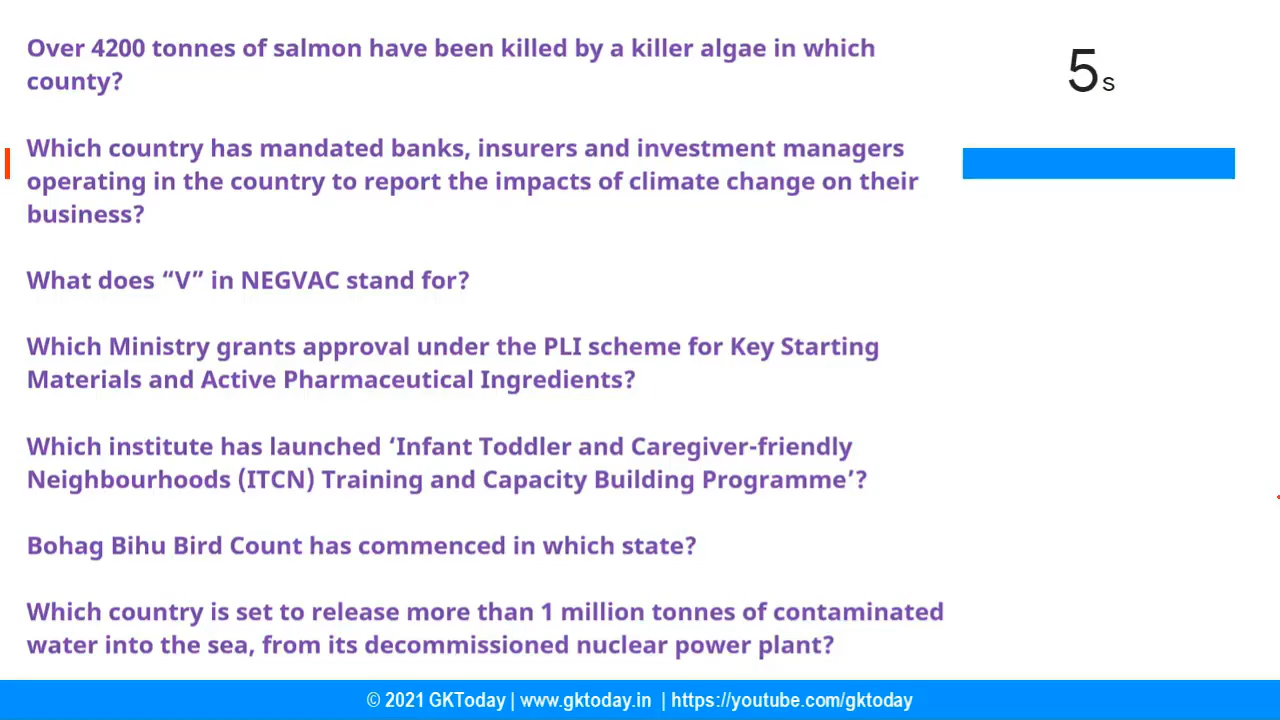 Over 4200 tonnes of salmon have been killed by a killer algae in which
county?
5s
Which country has mandated banks, insurers and investment managers
operating in the country to report the impacts of climate change on their
business?
What does “V” in NEGVAC stand for?
Which Ministry grants approval under the PLI scheme for Key Starting
Materials and Active Pharmaceutical Ingredients?
Which institute has launched ‘Infant Toddler and Caregiver-friendly
Neighbourhoods (ITCN) Training and Capacity Building Programme’?
Bohag Bihu Bird Count has commenced in which state?
Which country is set to release more than 1 million tonnes of contaminated
water into the sea, from its decommissioned nuclear power plant?
© 2021 GKToday | www.gktoday.in | https://youtube.com/gktoday